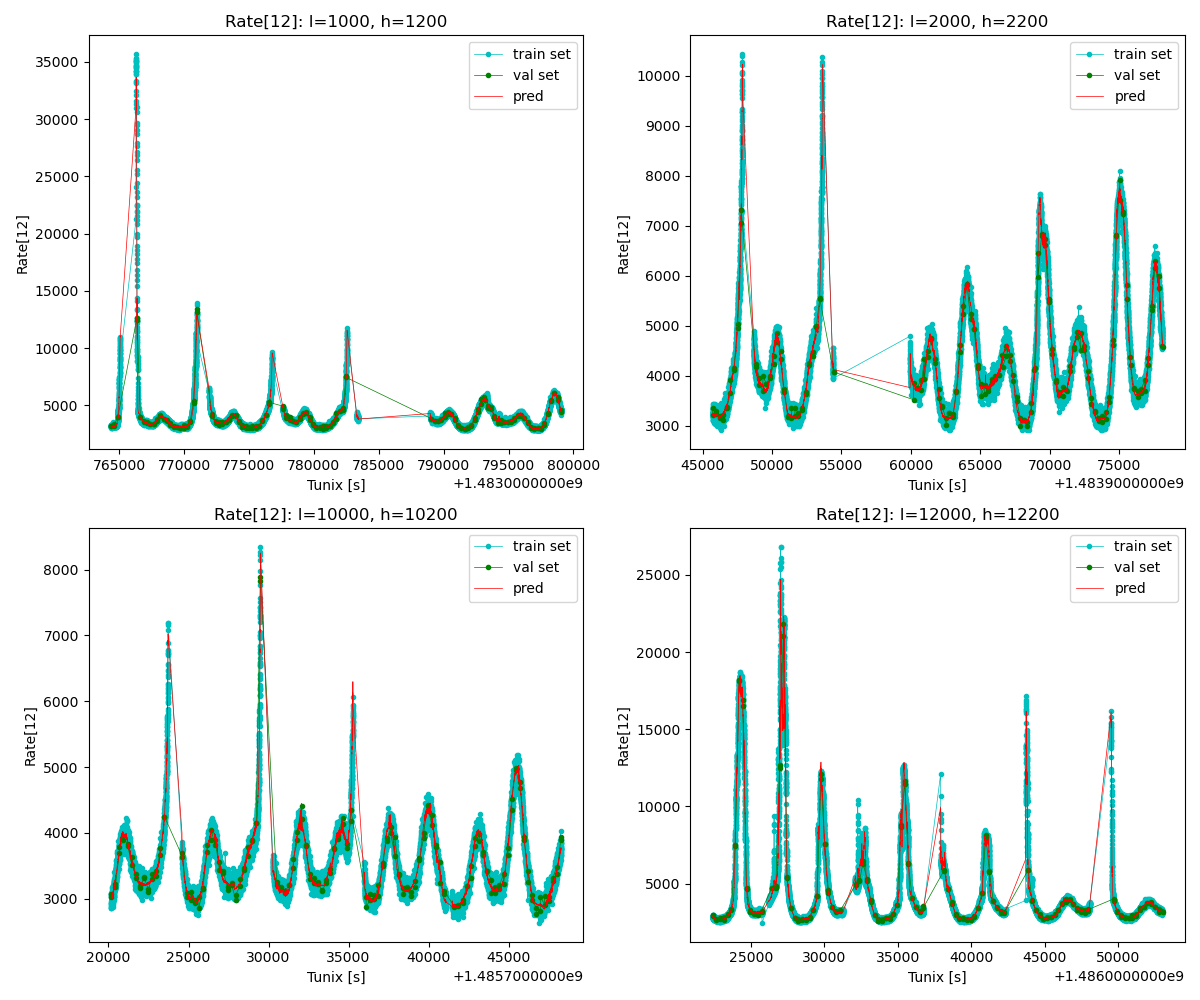 Rate[12]: l=1000, h=1200
35000
30000
25000
20000
15000
10000
5000
Rate[12]
train set
val set
pred
765000 770000 775000 780000 785000 790000 795000 800000
Tunix [s]
+1.4830000000e9
Rate[12]: l=2000, h=2200
10000
9000
8000
7000
6000
5000
4000
3000
Rate[12]
train set
val set
pred
45000 50000 55000 60000 65000 70000 75000
Tunix [s]
+1.4839000000e9
Rate[12]: l=10000, h=10200
8000
7000
6000
5000
4000
3000
Rate[12]
train set
val set
pred
20000 25000 30000 35000 40000 45000
Tunix [s]
+1.4857000000e9
Rate[12]: l=12000, h=12200
25000
20000
15000
10000
5000
Rate[12]
train set
val set
pred
25000 30000 35000 40000 45000 50000
Tunix [s]
+1.4860000000e9